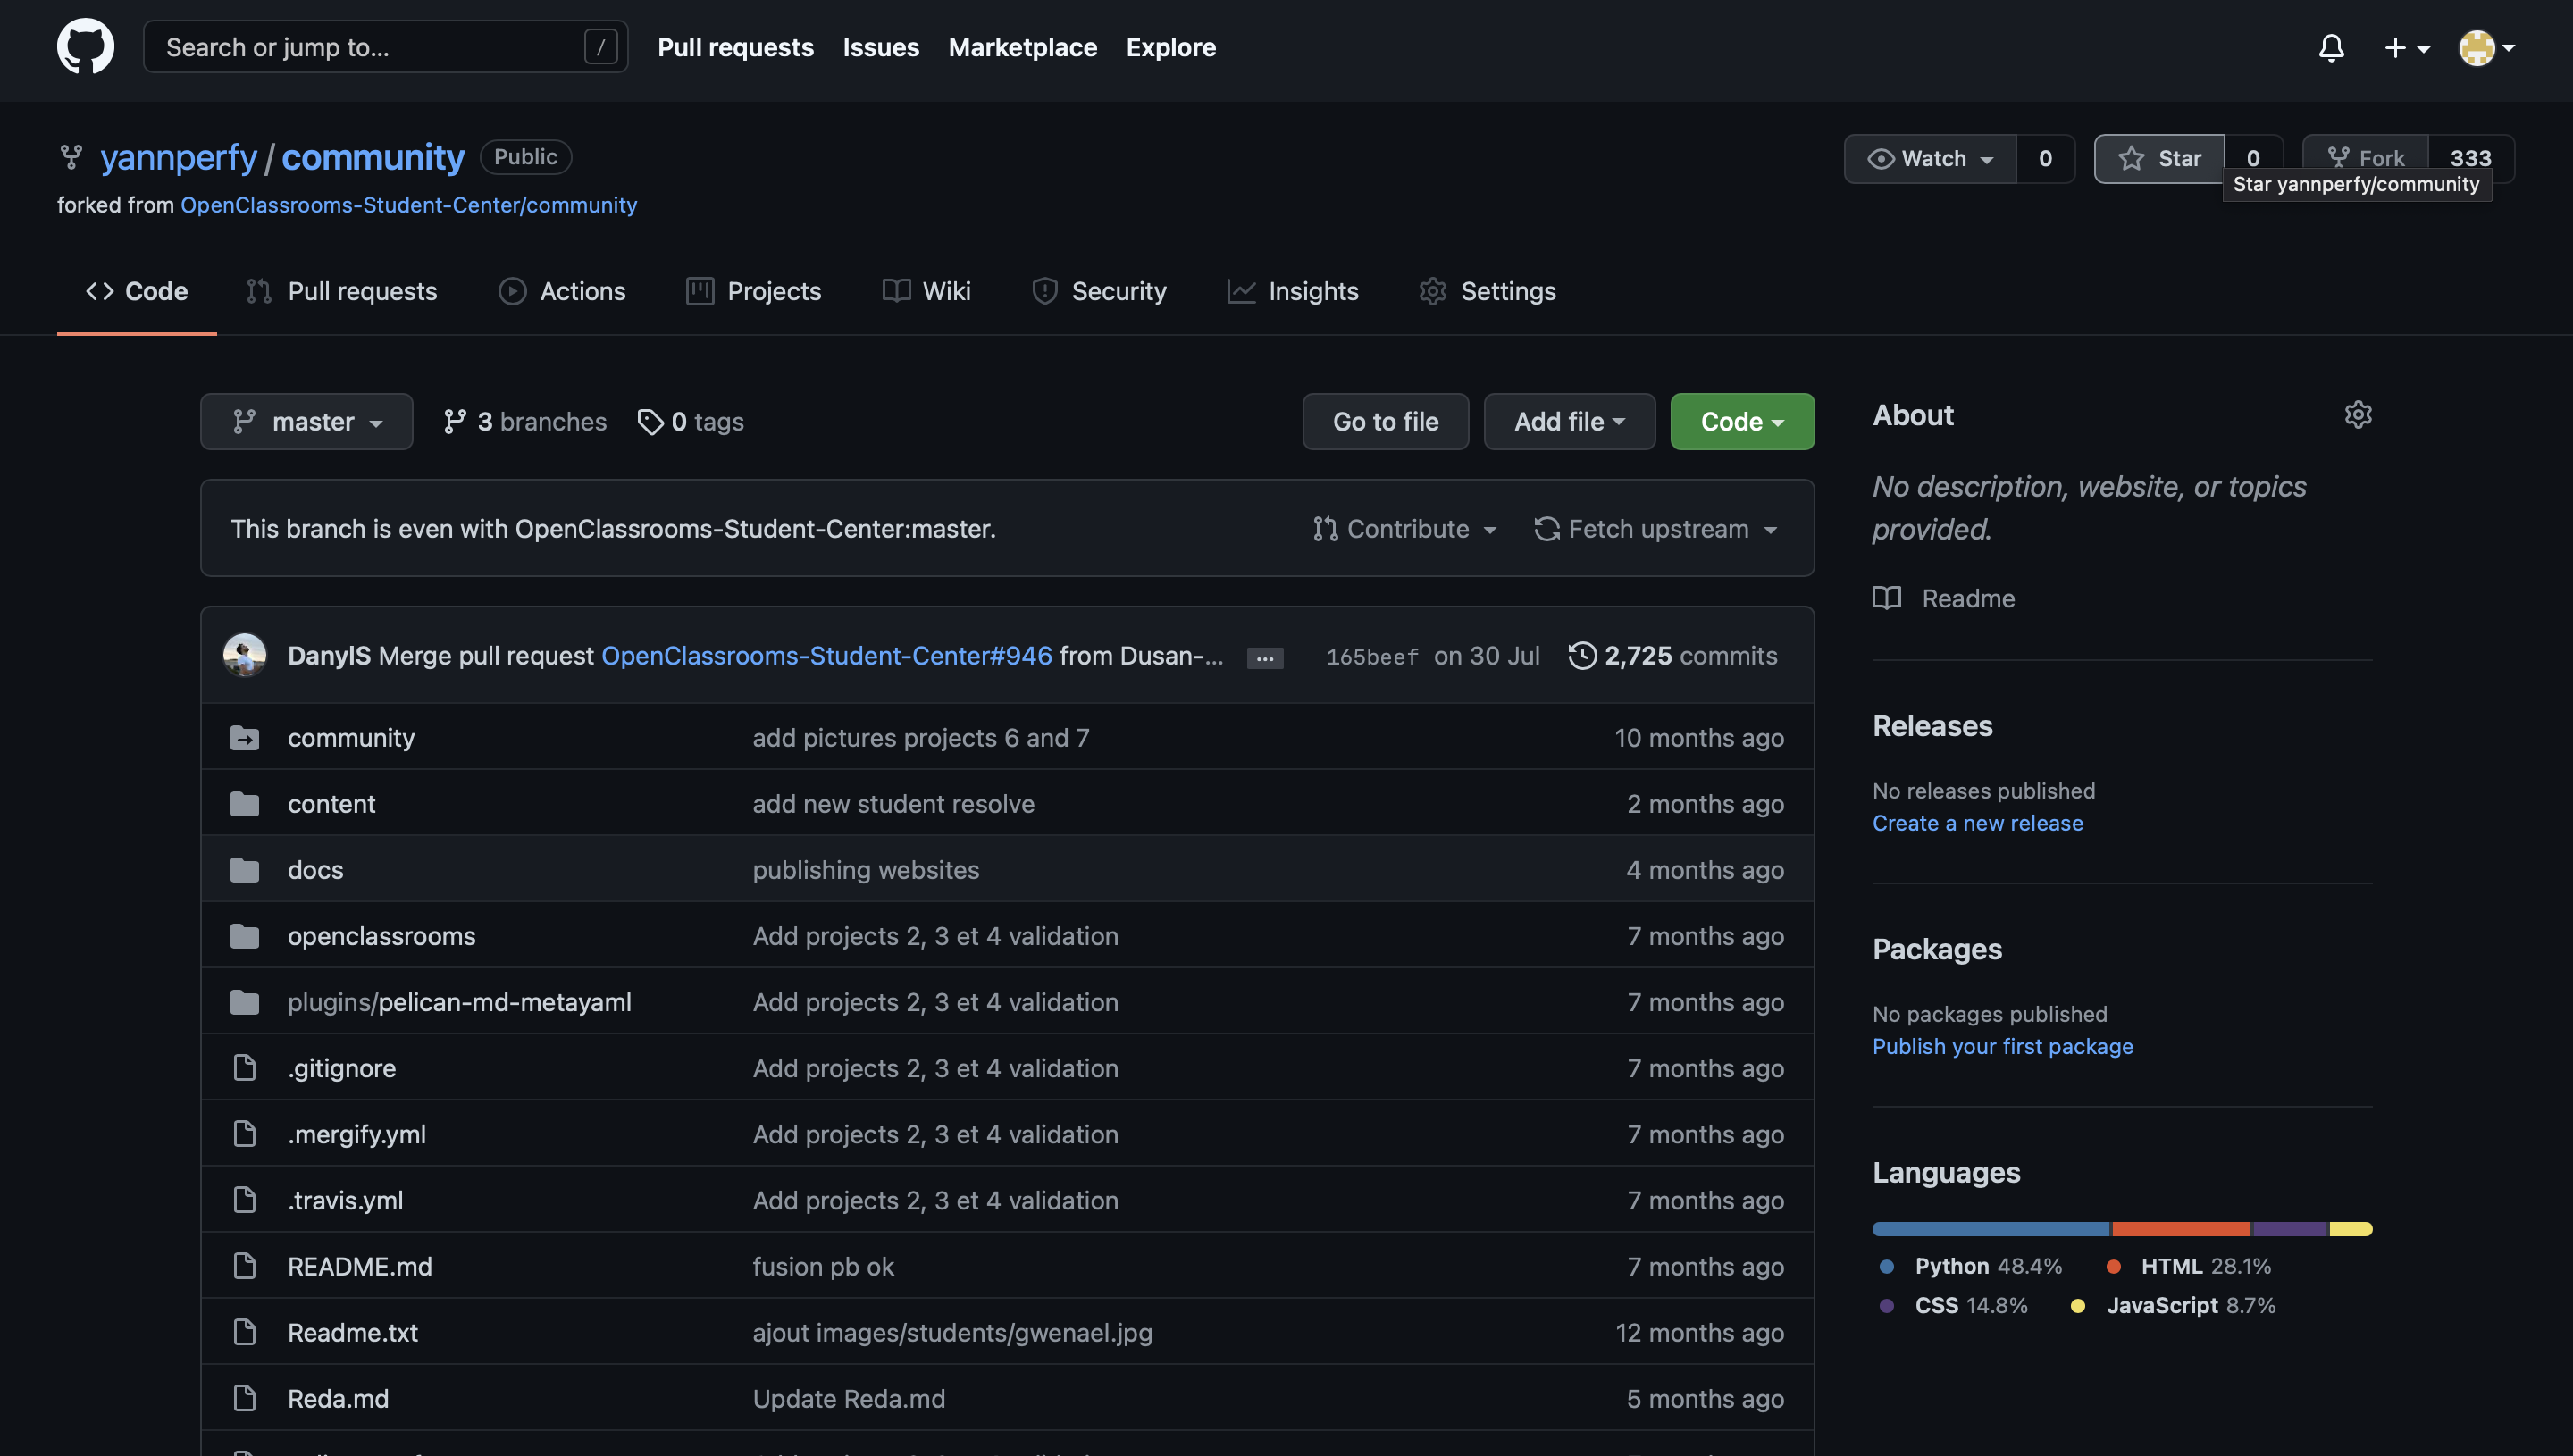 Search or jump to... / Pull requests Issues Marketplace Explore
yannperfy/community Public
Watch 0 Star 0 Fork 333
Star yannperfy/community
forked from OpenClassrooms-Student-Center/community
Code Pull requests Actions Projects Wiki Security Insights Settings
master 3 branches 0 tags Go to file Add file Code
This branch is even with OpenClassrooms-Student-Center:master. Contribute Fetch upstream
DanylS Merge pull request OpenClassrooms-Student-Center#946 from Dusan-... ... 165beef on 30 Jul 2,725 commits
community add pictures projects 6 and 7 10 months ago
content add new student resolve 2 months ago
docs publishing websites 4 months ago
openclassrooms Add projects 2, 3 et 4 validation 7 months ago
plugins/pelican-md-metayaml Add projects 2, 3 et 4 validation 7 months ago
.gitignore Add projects 2, 3 et 4 validation 7 months ago
.mergify.yml Add projects 2, 3 et 4 validation 7 months ago
.travis.yml Add projects 2, 3 et 4 validation 7 months ago
README.md fusion pb ok 7 months ago
Readme.txt ajout images/students/gwenael.jpg 12 months ago
Reda.md Update Reda.md 5 months ago
About
No description, website, or topics
provided.
Readme
Releases
No releases published
Create a new release
Packages
No packages published
Publish your first package
Languages
Python 48.4% HTML 28.1%
CSS 14.8% JavaScript 8.7%